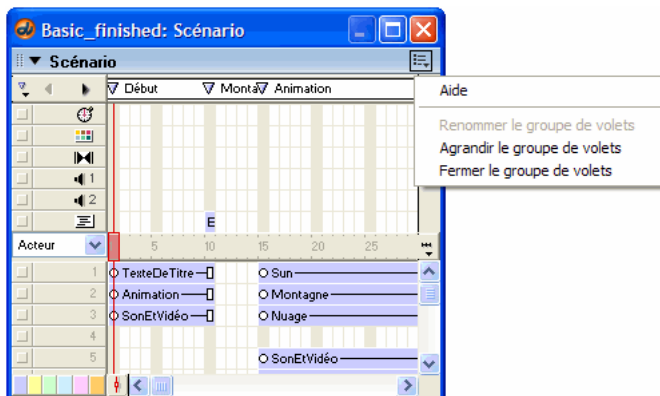 Basic_finished: Scénario
Scénario
Début Monta Animation
Aide
Renommer le groupe de volets
Agrandir le groupe de volets
Fermer le groupe de volets
1
2
E
Acteur 5 10 15 20 25
1 TexteDeTitre Sun
2 Animation Montagne
3 SonEtVidéo Nuage
4
5 SonEtVidéo